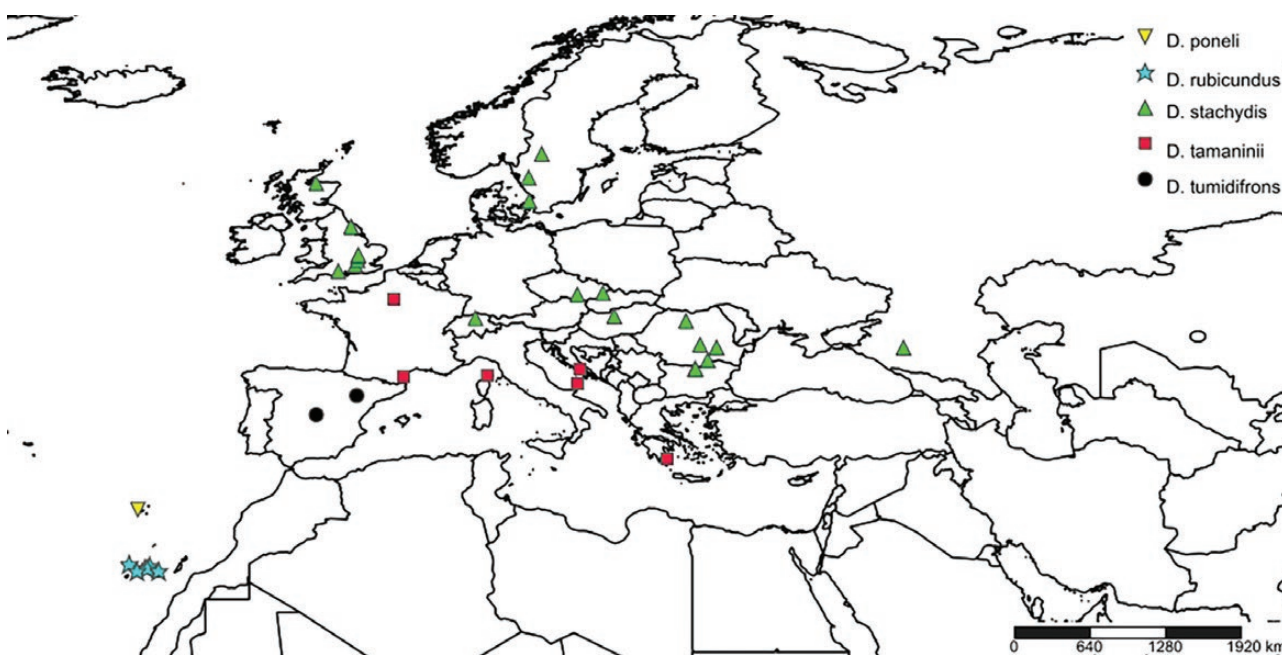 D. poneli
D. rubicundus
D. stachydis
D. tamaninii
D. tumidifrons
0 640 1280 1920 km